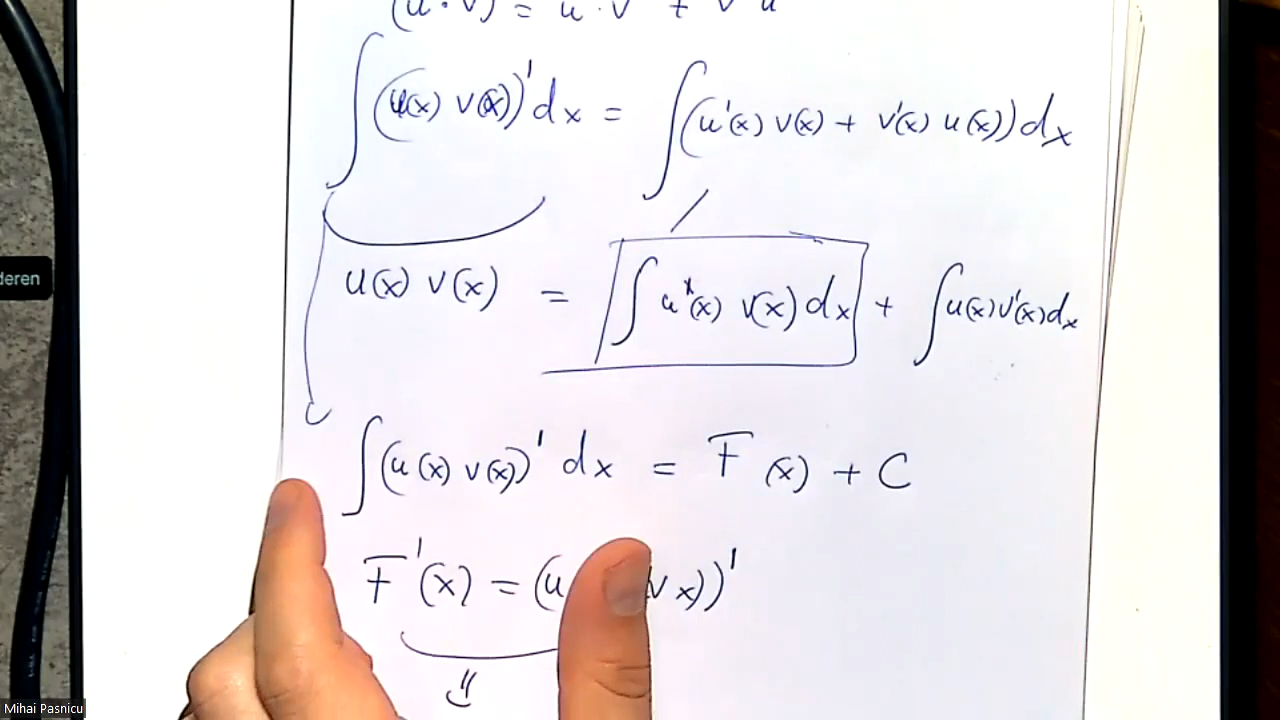 (u · v) = u · v + v u
∫(u(x) v(x))' dx = ∫(u'(x) v(x) + v'(x) u(x)) dx
u(x) v(x) = ∫ u'(x) v(x) dx + ∫ u(x) v'(x) dx
deren
∫(u(x) v(x))' dx = F(x) + C
F'(x) = (u v x))'
Mihai Pasnicu